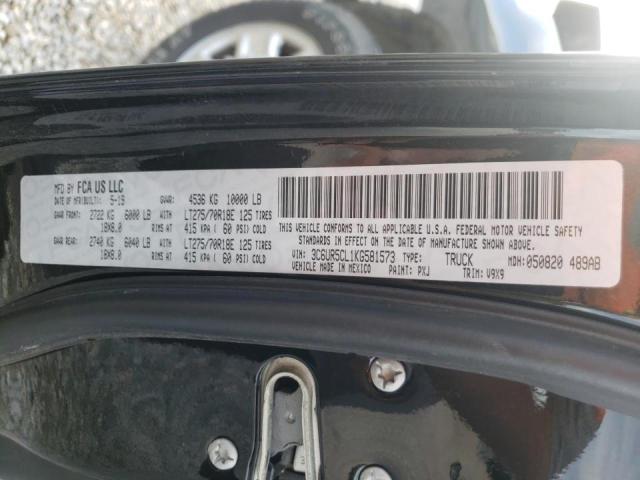 MFD BY FCA US LLC
DATE OF MFR(BUILT): 5-19 GVWR: 4536 KG 10000 LB
GAWR FRONT: 2722 KG 6000 LB WITH LT275/70R18E 125 TIRES
18X8.0 RIMS AT 415 KPA ( 60 PSI) COLD
GAWR REAR: 2740 KG 6040 LB WITH LT275/70R18E 125 TIRES
18X8.0 RIMS AT 415 KPA ( 60 PSI) COLD
THIS VEHICLE CONFORMS TO ALL APPLICABLE U.S.A. FEDERAL MOTOR VEHICLE SAFETY
STANDARDS IN EFFECT ON THE DATE OF MANUFACTURE SHOWN ABOVE.
VIN: 3C6UR5CL1KG581573 TYPE: TRUCK MDH: 050820 489AB
VEHICLE MADE IN MEXICO PAINT: PXJ TRIM: V9X9